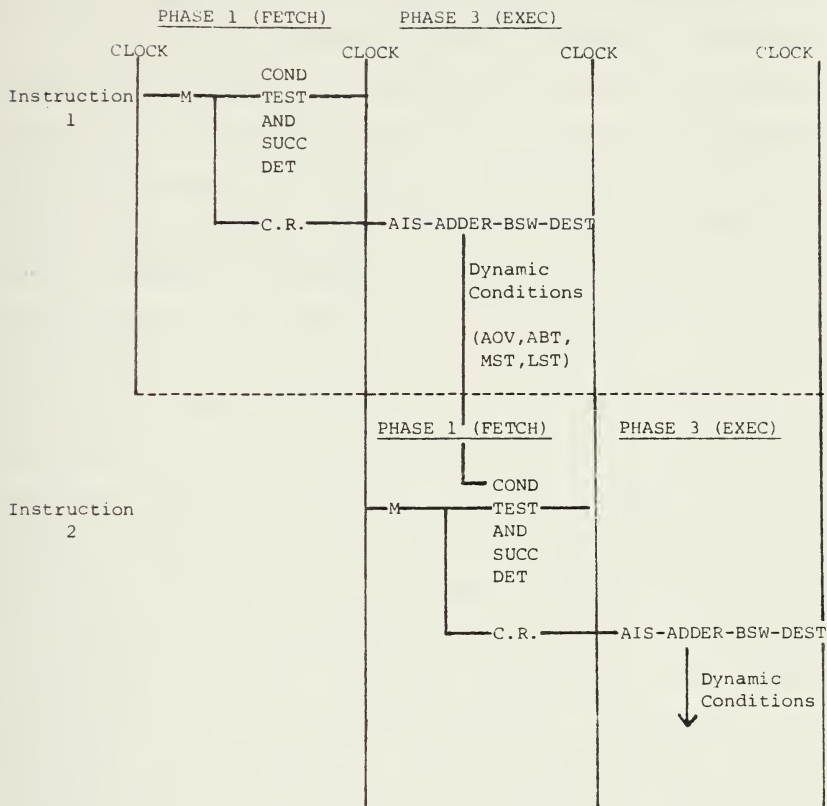 PHASE 1 (FETCH) PHASE 3 (EXEC)
CLOCK CLOCK CLOCK CLOCK
Instruction
1
M
COND
TEST
AND
SUCC
DET
C.R. AIS-ADDER-BSW-DEST
Dynamic
Conditions
(AOV,ABT,
MST,LST)
PHASE 1 (FETCH) PHASE 3 (EXEC)
Instruction
2
M
COND
TEST
AND
SUCC
DET
C.R. AIS-ADDER-BSW-DEST
Dynamic
Conditions